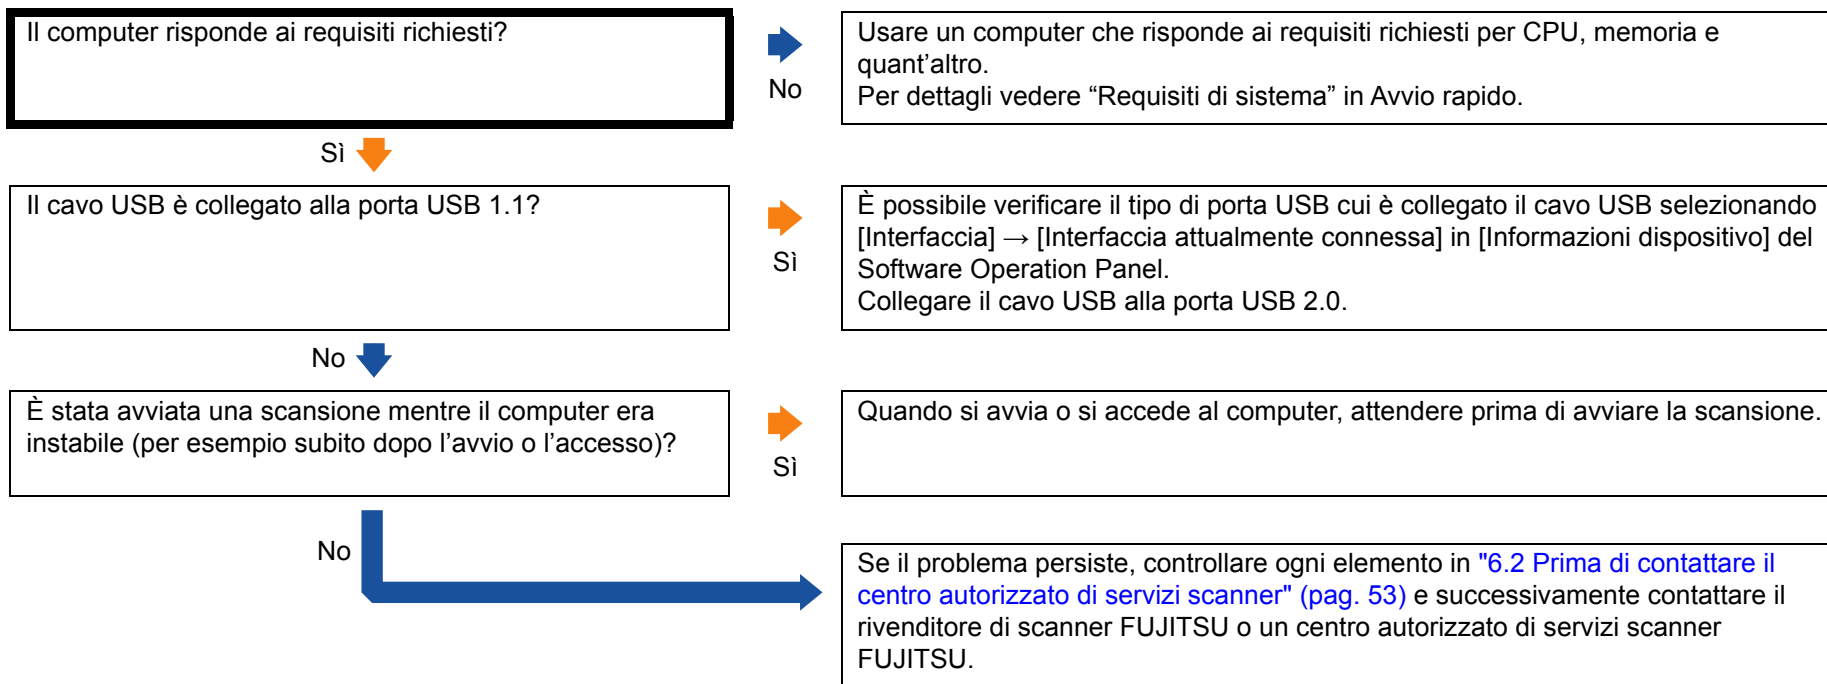 Il computer risponde ai requisiti richiesti?
No
Usare un computer che risponde ai requisiti richiesti per CPU, memoria e
quant’altro.
Per dettagli vedere “Requisiti di sistema” in Avvio rapido.
Sì
Il cavo USB è collegato alla porta USB 1.1?
Sì
È possibile verificare il tipo di porta USB cui è collegato il cavo USB selezionando
[Interfaccia] → [Interfaccia attualmente connessa] in [Informazioni dispositivo] del
Software Operation Panel.
Collegare il cavo USB alla porta USB 2.0.
No
È stata avviata una scansione mentre il computer era
instabile (per esempio subito dopo l’avvio o l’accesso)?
Sì
Quando si avvia o si accede al computer, attendere prima di avviare la scansione.
No
Se il problema persiste, controllare ogni elemento in "6.2 Prima di contattare il
centro autorizzato di servizi scanner" (pag. 53) e successivamente contattare il
rivenditore di scanner FUJITSU o un centro autorizzato di servizi scanner
FUJITSU.